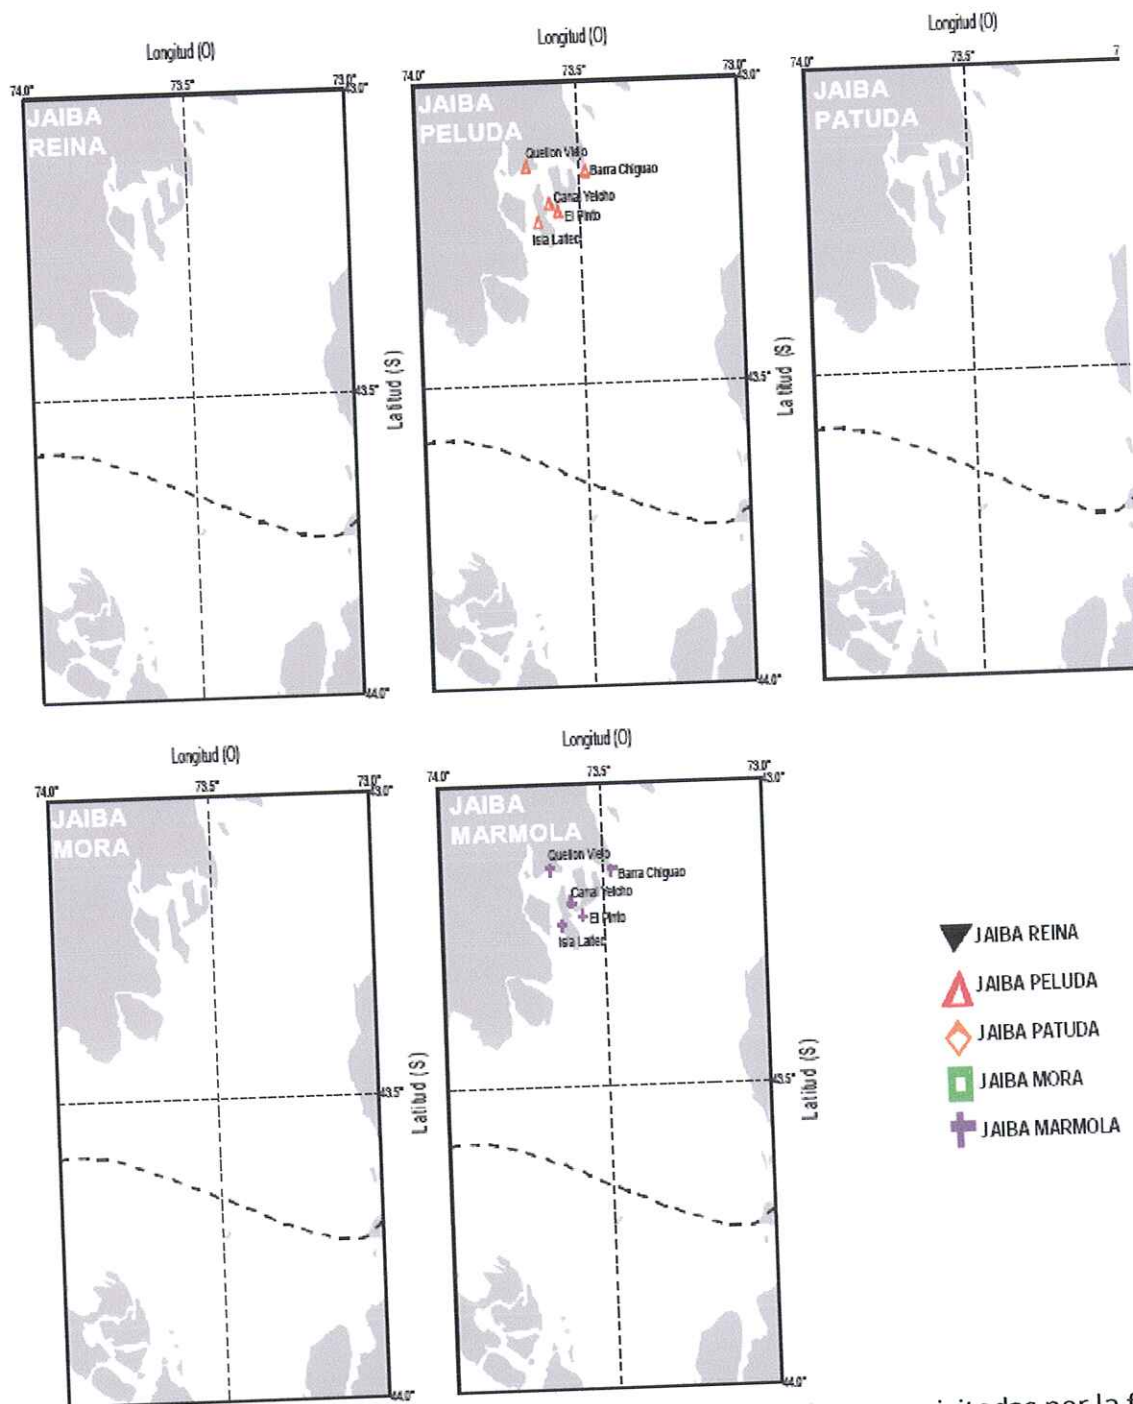 Longitud (O)
74.0°
73.5°
73.0°
43.0°
JAIBA
REINA
43.5°
44.0°
Latitud (S)
Longitud (O)
74.0°
73.5°
73.0°
43.0°
JAIBA
PELUDA
Quellon Viejo
Barra Chiguao
Canal Yelcho
El Pinto
Isla Laitec
43.5°
44.0°
Latitud (S)
Longitud (O)
74.0°
73.5°
7
JAIBA
PATUDA
Longitud (O)
74.0°
73.5°
73.0°
43.0°
JAIBA
MORA
43.5°
44.0°
Latitud (S)
Longitud (O)
74.0°
73.5°
73.0°
43.0°
JAIBA
MARMOLA
Quellon Viejo
Barra Chiguao
Canal Yelcho
El Pinto
Isla Laitec
43.5°
44.0°
Latitud (S)
JAIBA REINA
JAIBA PELUDA
JAIBA PATUDA
JAIBA MORA
JAIBA MARMOLA
por la f